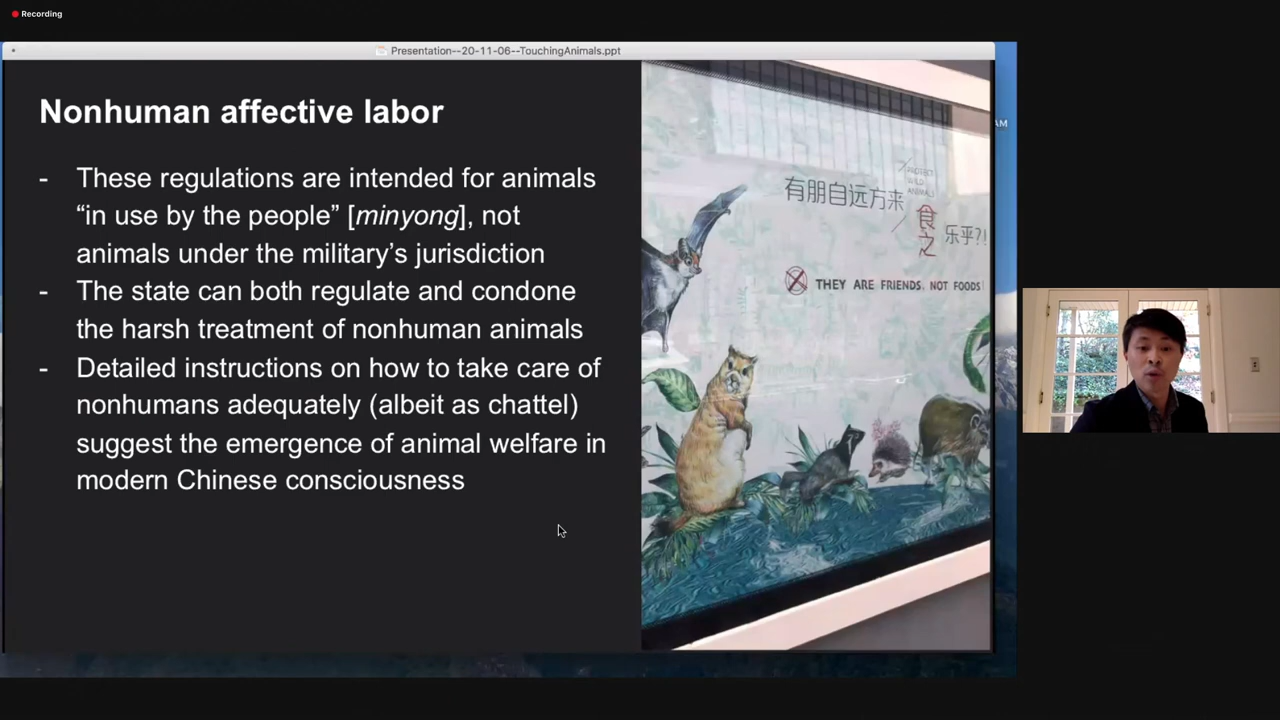 Recording
Presentation--20-11-06--TouchingAnimals.ppt
Nonhuman affective labor
- These regulations are intended for animals
“in use by the people” [minyong], not
animals under the military’s jurisdiction
- The state can both regulate and condone
the harsh treatment of nonhuman animals
- Detailed instructions on how to take care of
nonhumans adequately (albeit as chattel)
suggest the emergence of animal welfare in
modern Chinese consciousness
PROTECT
WILD
ANIMALS
有朋自远方来
食之
乐乎?!
THEY ARE FRIENDS, NOT FOODS!
AM